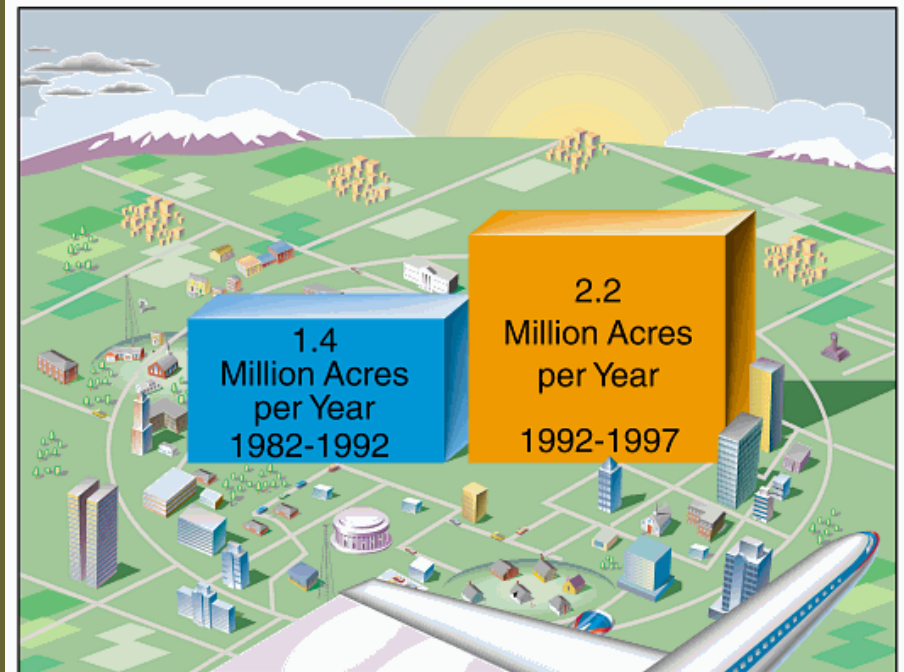 1.4
Million Acres
per Year
1982-1992
2.2
Million Acres
per Year
1992-1997